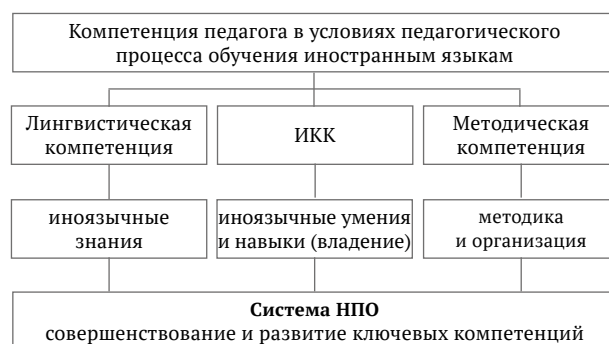 Компетенция педагога в условиях педагогического
процесса обучения иностранным языкам
Лингвистическая
компетенция
ИКК
Методическая
компетенция
иноязычные
знания
иноязычные умения
и навыки (владение)
методика
и организация
Система НПО
совершенствование и развитие ключевых компетенций